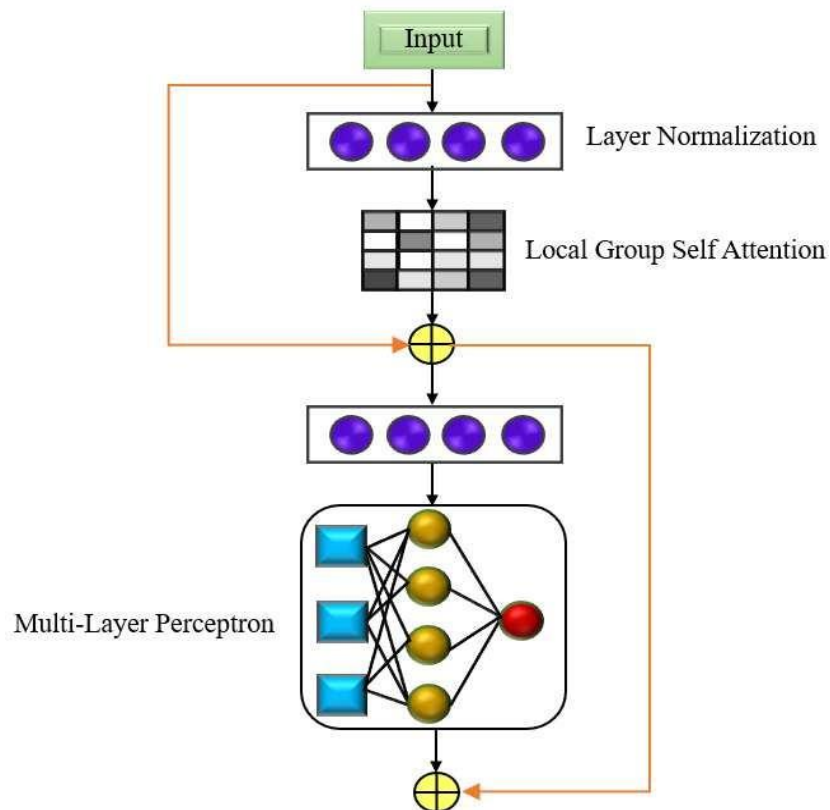 Input
Layer Normalization
Local Group Self Attention
Multi-Layer Perceptron